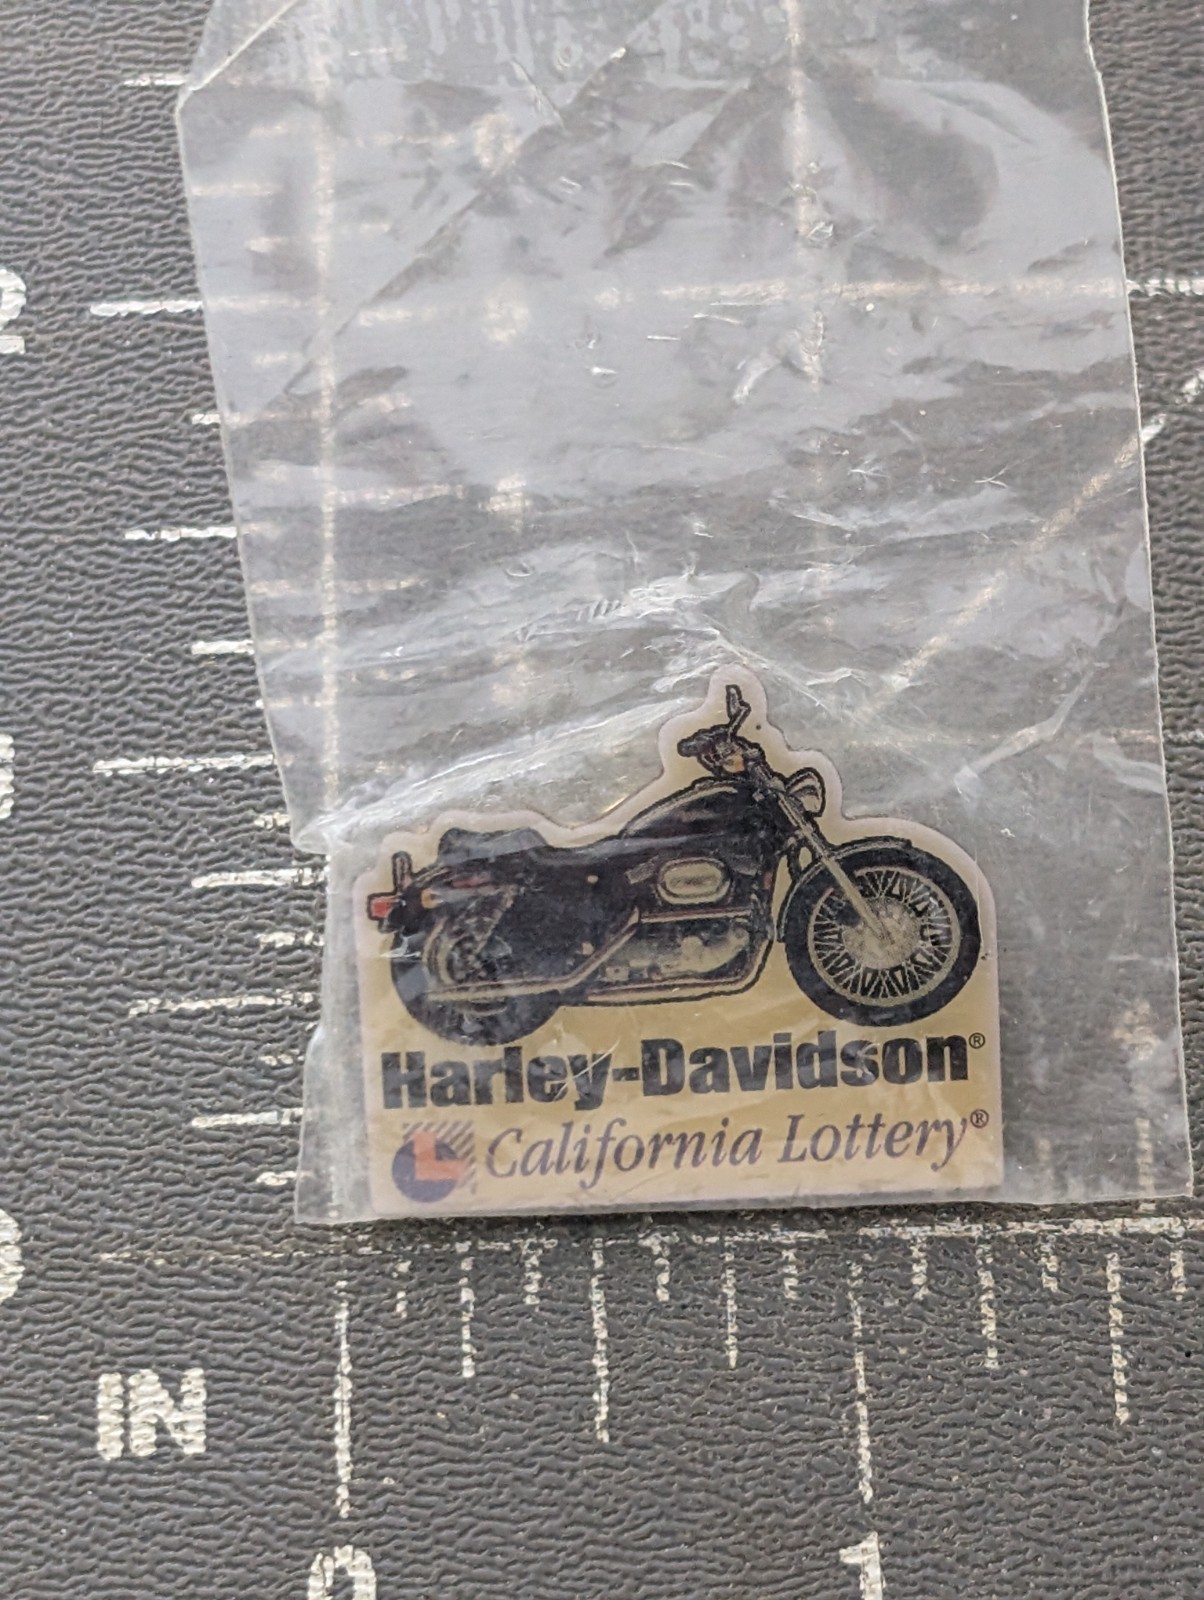 Harley-Davidson®
L California Lottery®
IN
0 1